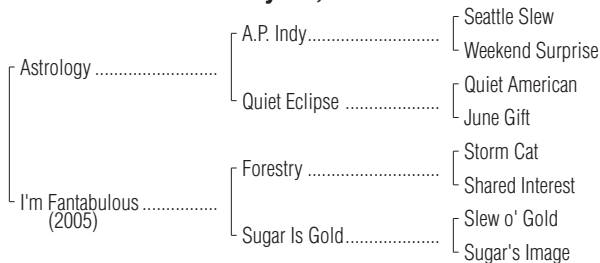 Seattle Slew
A.P. Indy..........................
Weekend Surprise
Astrology ........................
Quiet American
Quiet Eclipse ....................
June Gift
Storm Cat
Forestry ...........................
Shared Interest
I'm Fantabulous ..............
(2005)
Slew o' Gold
Sugar Is Gold....................
Sugar's Image